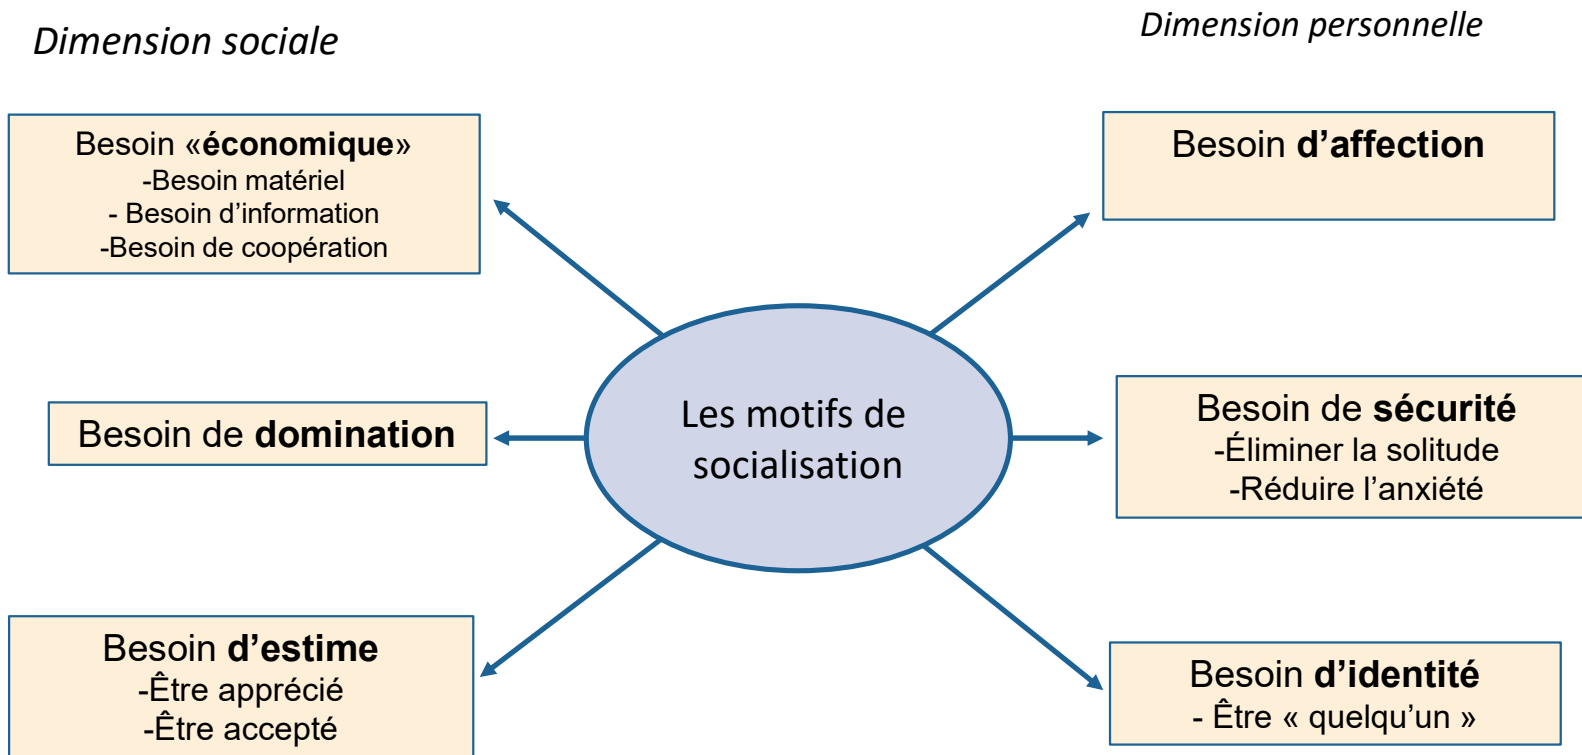 Dimension sociale
Dimension personnelle
Besoin «économique»
-Besoin matériel
- Besoin d’information
-Besoin de coopération
Besoin d’affection
Les motifs de
socialisation
Besoin de domination
Besoin de sécurité
-Éliminer la solitude
-Réduire l’anxiété
Besoin d’estime
-Être apprécié
-Être accepté
Besoin d’identité
- Être « quelqu’un »